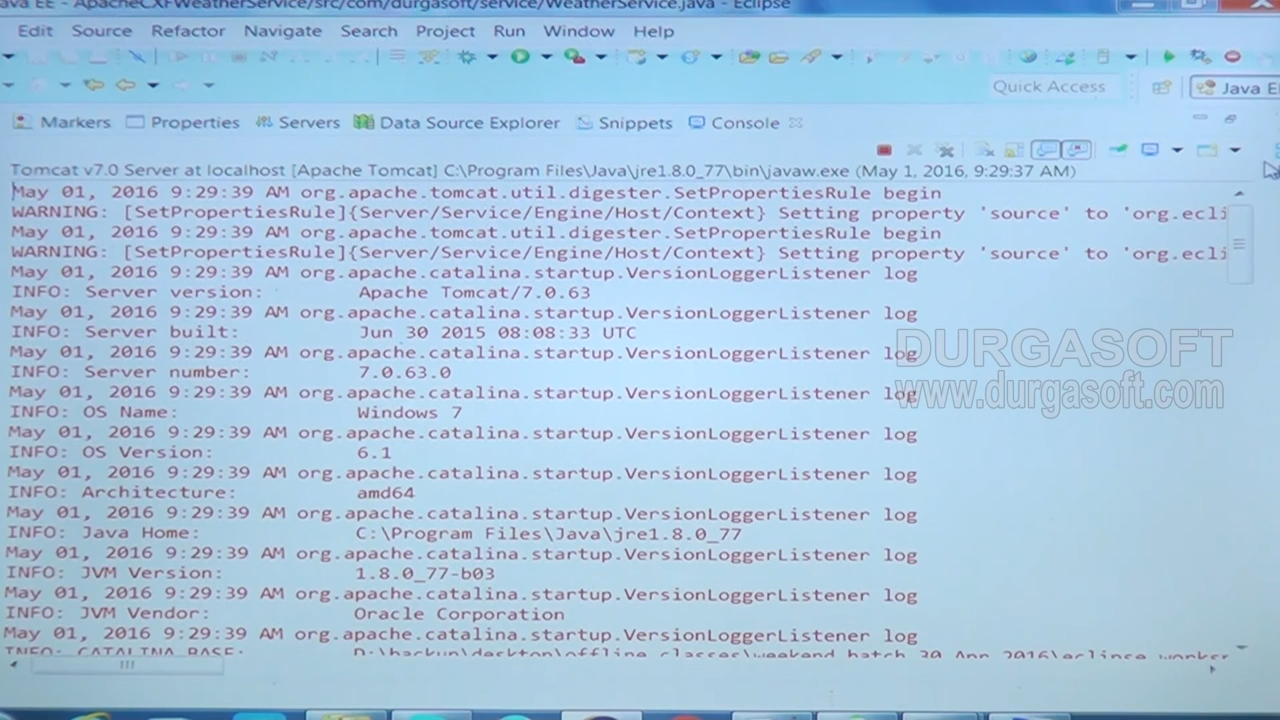 ava EE - ApacheCXFWeatherService/src/com/durgasoft/service/WeatherService.java - Eclipse
Edit Source Refactor Navigate Search Project Run Window Help
Quick Access
Java E
Markers Properties Servers Data Source Explorer Snippets Console
Tomcat v7.0 Server at localhost [Apache Tomcat] C:\Program Files\Java\jre1.8.0_77\bin\javaw.exe (May 1, 2016, 9:29:37 AM)
May 01, 2016 9:29:39 AM org.apache.tomcat.util.digester.SetPropertiesRule begin
WARNING: [SetPropertiesRule]{Server/Service/Engine/Host/Context} Setting property 'source' to 'org.ecli
May 01, 2016 9:29:39 AM org.apache.tomcat.util.digester.SetPropertiesRule begin
WARNING: [SetPropertiesRule]{Server/Service/Engine/Host/Context} Setting property 'source' to 'org.ecli
May 01, 2016 9:29:39 AM org.apache.catalina.startup.VersionLoggerListener log
INFO: Server version: Apache Tomcat/7.0.63
May 01, 2016 9:29:39 AM org.apache.catalina.startup.VersionLoggerListener log
INFO: Server built: Jun 30 2015 08:08:33 UTC
May 01, 2016 9:29:39 AM org.apache.catalina.startup.VersionLoggerListener log
INFO: Server number: 7.0.63.0
May 01, 2016 9:29:39 AM org.apache.catalina.startup.VersionLoggerListener log
INFO: OS Name: Windows 7
May 01, 2016 9:29:39 AM org.apache.catalina.startup.VersionLoggerListener log
INFO: OS Version: 6.1
May 01, 2016 9:29:39 AM org.apache.catalina.startup.VersionLoggerListener log
INFO: Architecture: amd64
May 01, 2016 9:29:39 AM org.apache.catalina.startup.VersionLoggerListener log
INFO: Java Home: C:\Program Files\Java\jre1.8.0_77
May 01, 2016 9:29:39 AM org.apache.catalina.startup.VersionLoggerListener log
INFO: JVM Version: 1.8.0_77-b03
May 01, 2016 9:29:39 AM org.apache.catalina.startup.VersionLoggerListener log
INFO: JVM Vendor: Oracle Corporation
May 01, 2016 9:29:39 AM org.apache.catalina.startup.VersionLoggerListener log
INFO: CATALINA_BASE: D:\backup\desktop\offline classes\weekend batch 30 Apr 2016\eclipse worksp
DURGASOFT
www.durgasoft.com